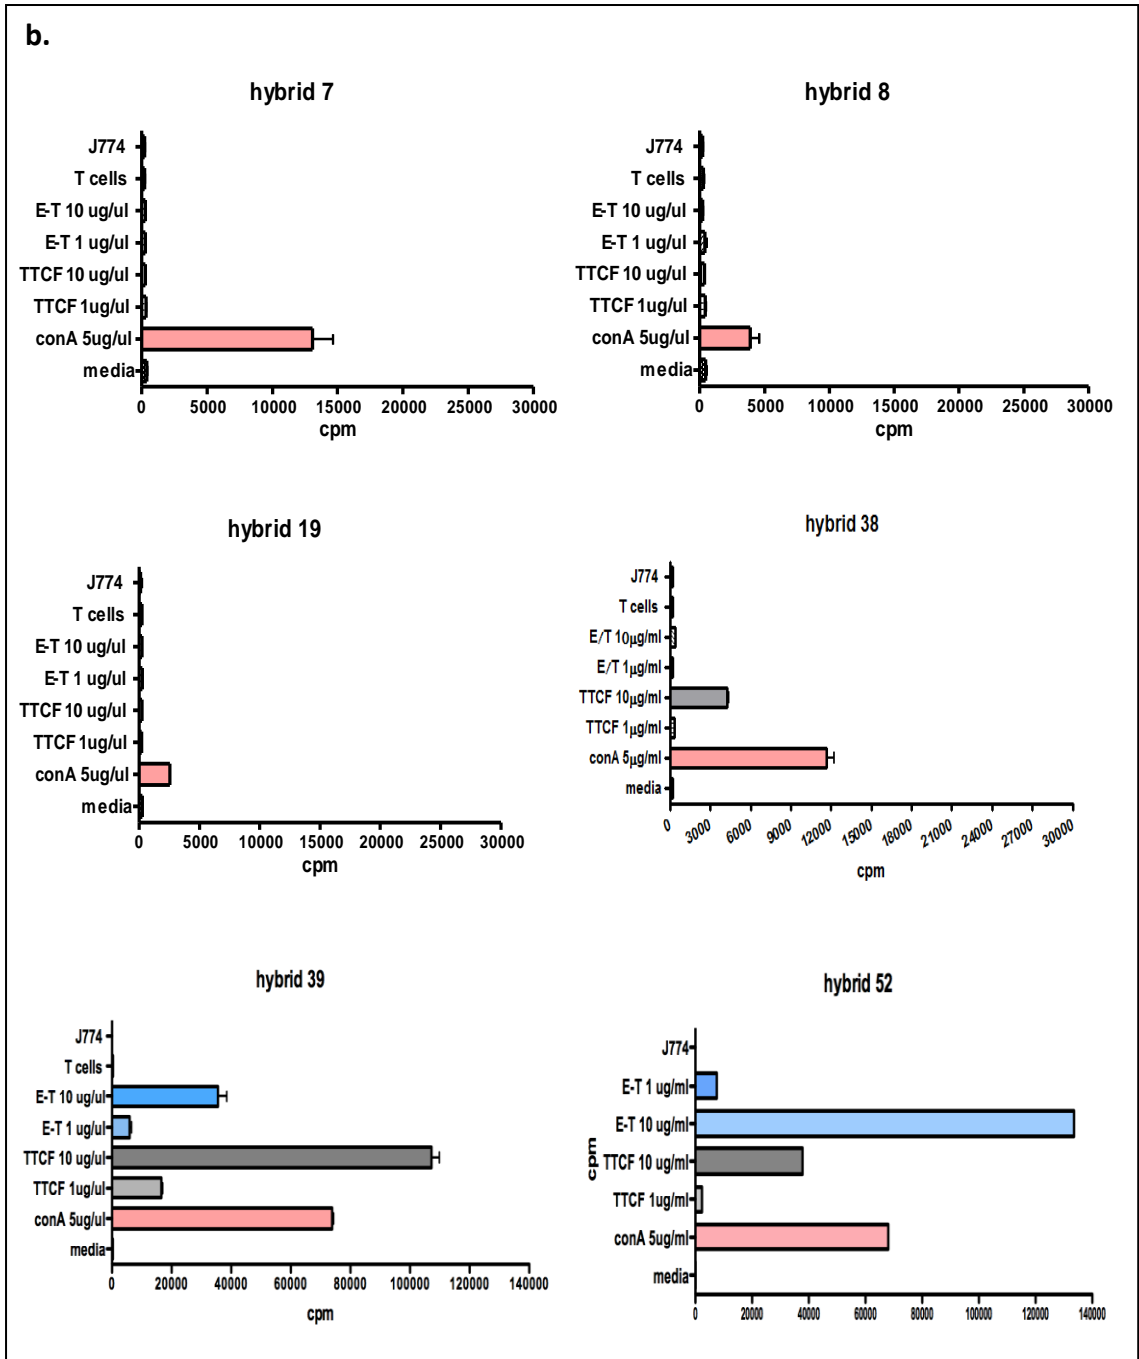 b.
hybrid 7
J774
T cells
E-T 10 ug/ul
E-T 1 ug/ul
TTCF 10 ug/ul
TTCF 1ug/ul
conA 5ug/ul
media
0 5000 10000 15000 20000 25000 30000
cpm
hybrid 8
J774
T cells
E-T 10 ug/ul
E-T 1 ug/ul
TTCF 10 ug/ul
TTCF 1ug/ul
conA 5ug/ul
media
0 5000 10000 15000 20000 25000 30000
cpm
hybrid 19
J774
T cells
E-T 10 ug/ul
E-T 1 ug/ul
TTCF 10 ug/ul
TTCF 1ug/ul
conA 5ug/ul
media
0 5000 10000 15000 20000 25000 30000
cpm
hybrid 38
J774
T cells
E/T 10µg/ml
E/T 1µg/ml
TTCF 10µg/ml
TTCF 1µg/ml
conA 5µg/ml
media
0 3000 6000 9000 12000 15000 18000 21000 24000 27000 30000
cpm
hybrid 39
J774
T cells
E-T 10 ug/ul
E-T 1 ug/ul
TTCF 10 ug/ul
TTCF 1ug/ul
conA 5ug/ul
media
0 20000 40000 60000 80000 100000 120000 140000
cpm
hybrid 52
J774
E-T 1 ug/ml
E-T 10 ug/ml
TTCF 10 ug/ml
TTCF 1ug/ml
conA 5ug/ml
media
cpm
0 20000 40000 60000 80000 100000 120000 140000